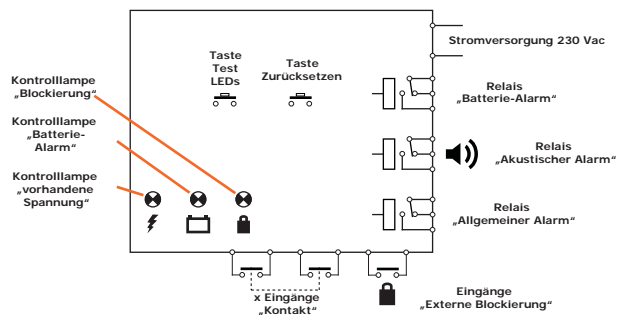 Stromversorgung 230 Vac
Taste
Test
LEDs
Taste
Zurücksetzen
Kontrolllampe
„Blockierung“
Relais
„Batterie-Alarm“
Kontrolllampe
„Batterie-
Alarm“
Relais
„Akustischer Alarm“
Kontrolllampe
„vorhandene
Spannung“
Relais
„Allgemeiner Alarm“
x Eingänge
„Kontakt“
Eingänge
„Externe Blockierung“